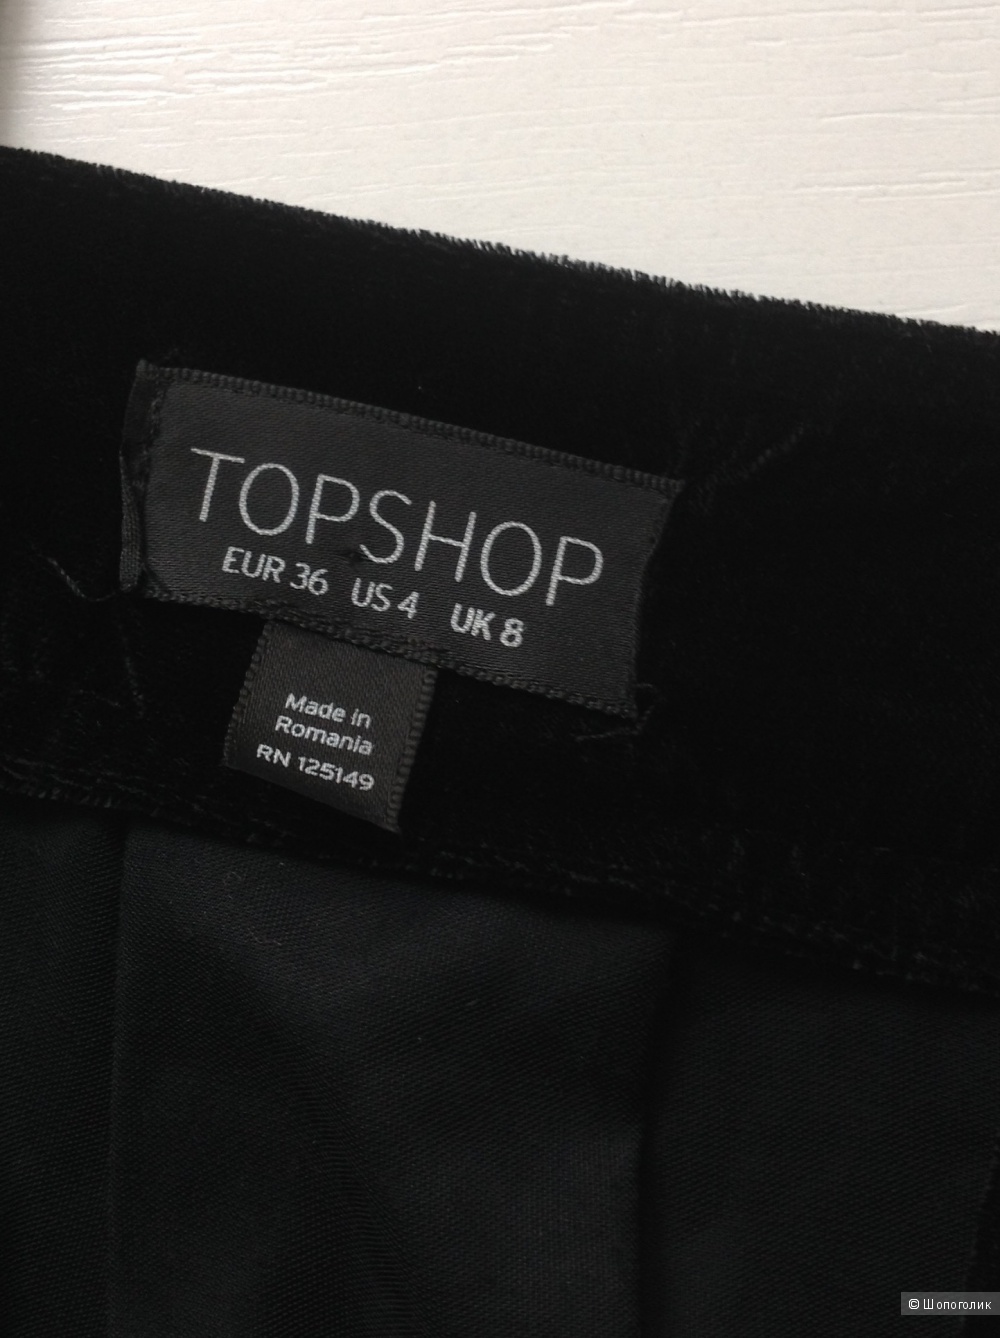 TOPSHOP
EUR 36 US 4 UK 8
Made in
Romania
RN 125149
© Шопоголик